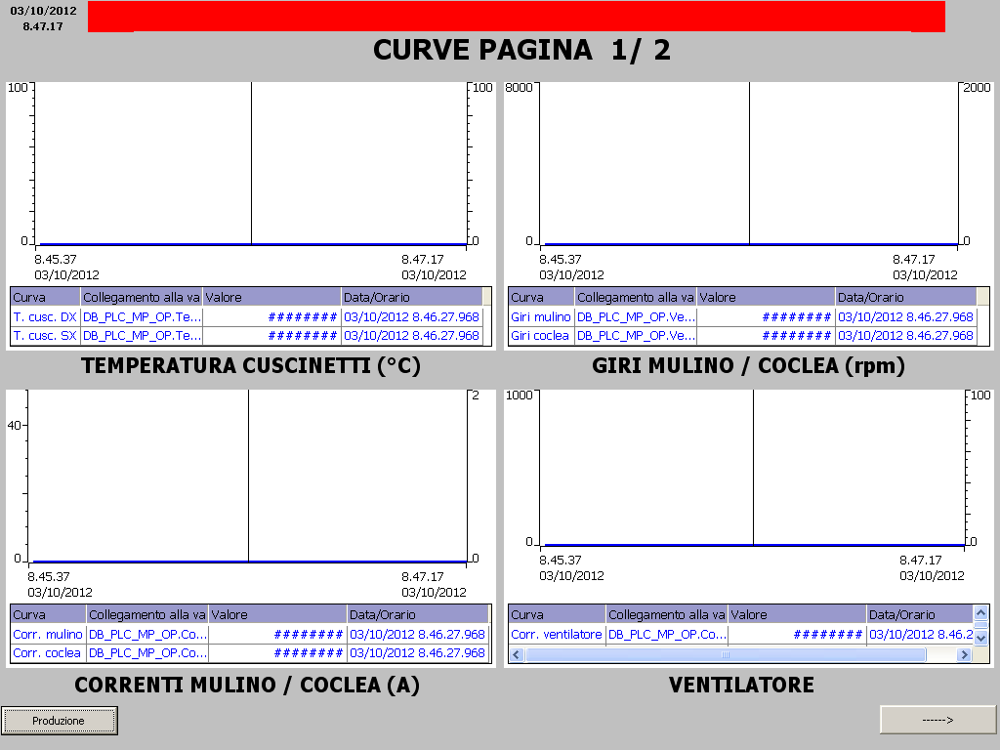 03/10/2012
8.47.17
CURVE PAGINA 1/ 2
100
100
0
0
8.45.37
03/10/2012
8.47.17
03/10/2012
Curva Collegamento alla va Valore Data/Orario
T. cusc. DX DB_PLC_MP_OP.Te... ######## 03/10/2012 8.46.27.968
T. cusc. SX DB_PLC_MP_OP.Te... ######## 03/10/2012 8.46.27.968
TEMPERATURA CUSCINETTI (°C)
8000
2000
0
0
8.45.37
03/10/2012
8.47.17
03/10/2012
Curva Collegamento alla va Valore Data/Orario
Giri mulino DB_PLC_MP_OP.Ve... ######## 03/10/2012 8.46.27.968
Giri coclea DB_PLC_MP_OP.Ve... ######## 03/10/2012 8.46.27.968
GIRI MULINO / COCLEA (rpm)
2
40
0
0
8.45.37
03/10/2012
8.47.17
03/10/2012
Curva Collegamento alla va Valore Data/Orario
Corr. mulino DB_PLC_MP_OP.Co... ######## 03/10/2012 8.46.27.968
Corr. coclea DB_PLC_MP_OP.Co... ######## 03/10/2012 8.46.27.968
CORRENTI MULINO / COCLEA (A)
1000
100
0
0
8.45.37
03/10/2012
8.47.17
03/10/2012
Curva Collegamento alla va Valore Data/Orario
Corr. ventilatore DB_PLC_MP_OP.Co... ######## 03/10/2012 8.46.2
VENTILATORE
Produzione
------>